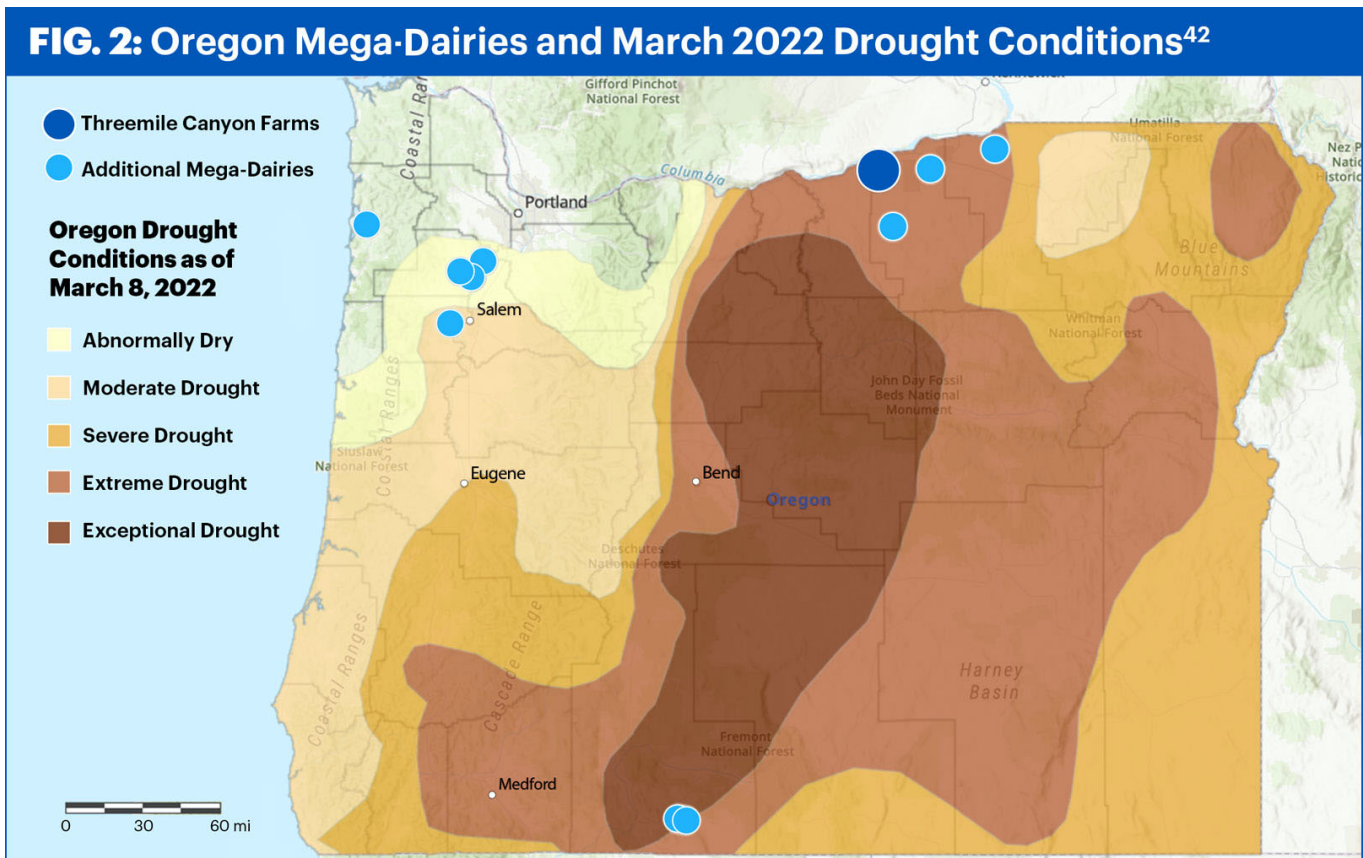 FIG. 2: Oregon Mega-Dairies and March 2022 Drought Conditions42
Threemile Canyon Farms
Additional Mega-Dairies
Oregon Drought
Conditions as of
March 8, 2022
Abnormally Dry
Moderate Drought
Severe Drought
Extreme Drought
Exceptional Drought
0 30 60 mi
Gifford Pinchot
National Forest
Umatilla
National Forest
Columbia
Portland
Salem
Blue
Mountains
Whitman
National Forest
John Day Fossil
Beds National
Monument
Coastal Ranges
Siuslaw
National Forest
Eugene
Bend
Oregon
Deschutes
National Forest
Cascade Range
Coastal Ranges
Harney
Basin
Fremont
National Forest
Medford